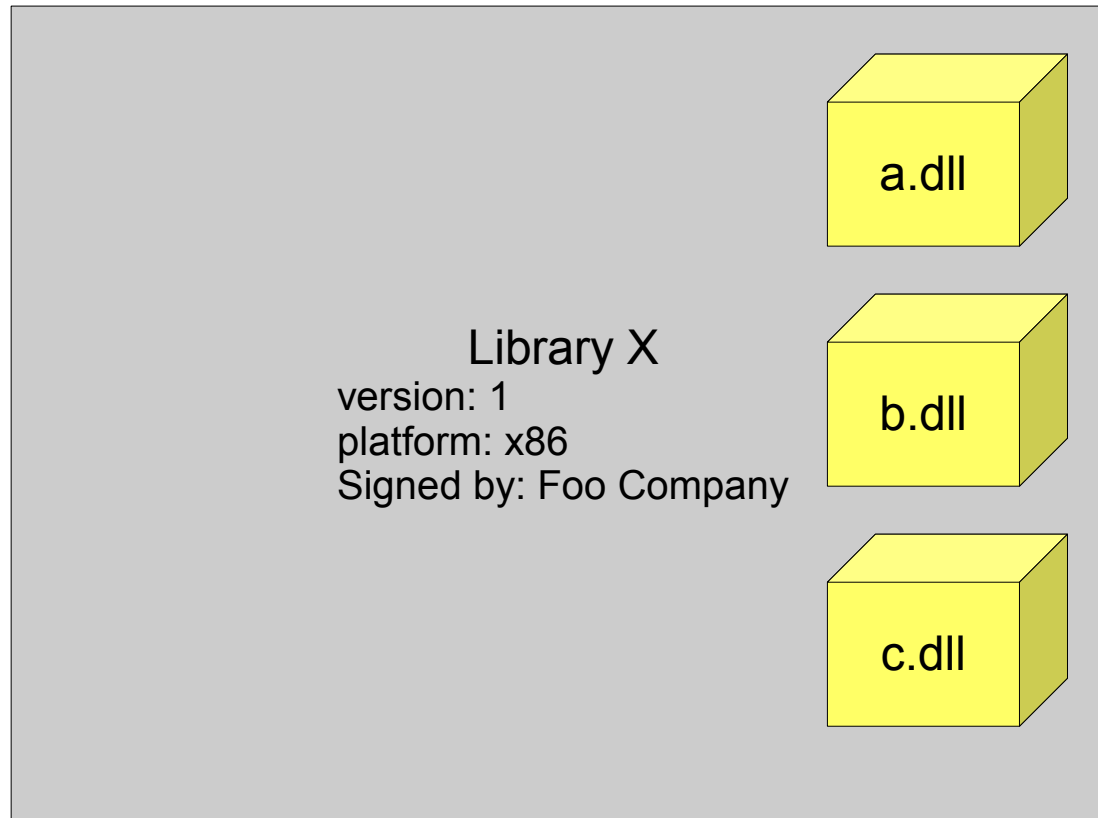 Library X
version: 1
platform: x86
Signed by: Foo Company
a.dll
b.dll
c.dll